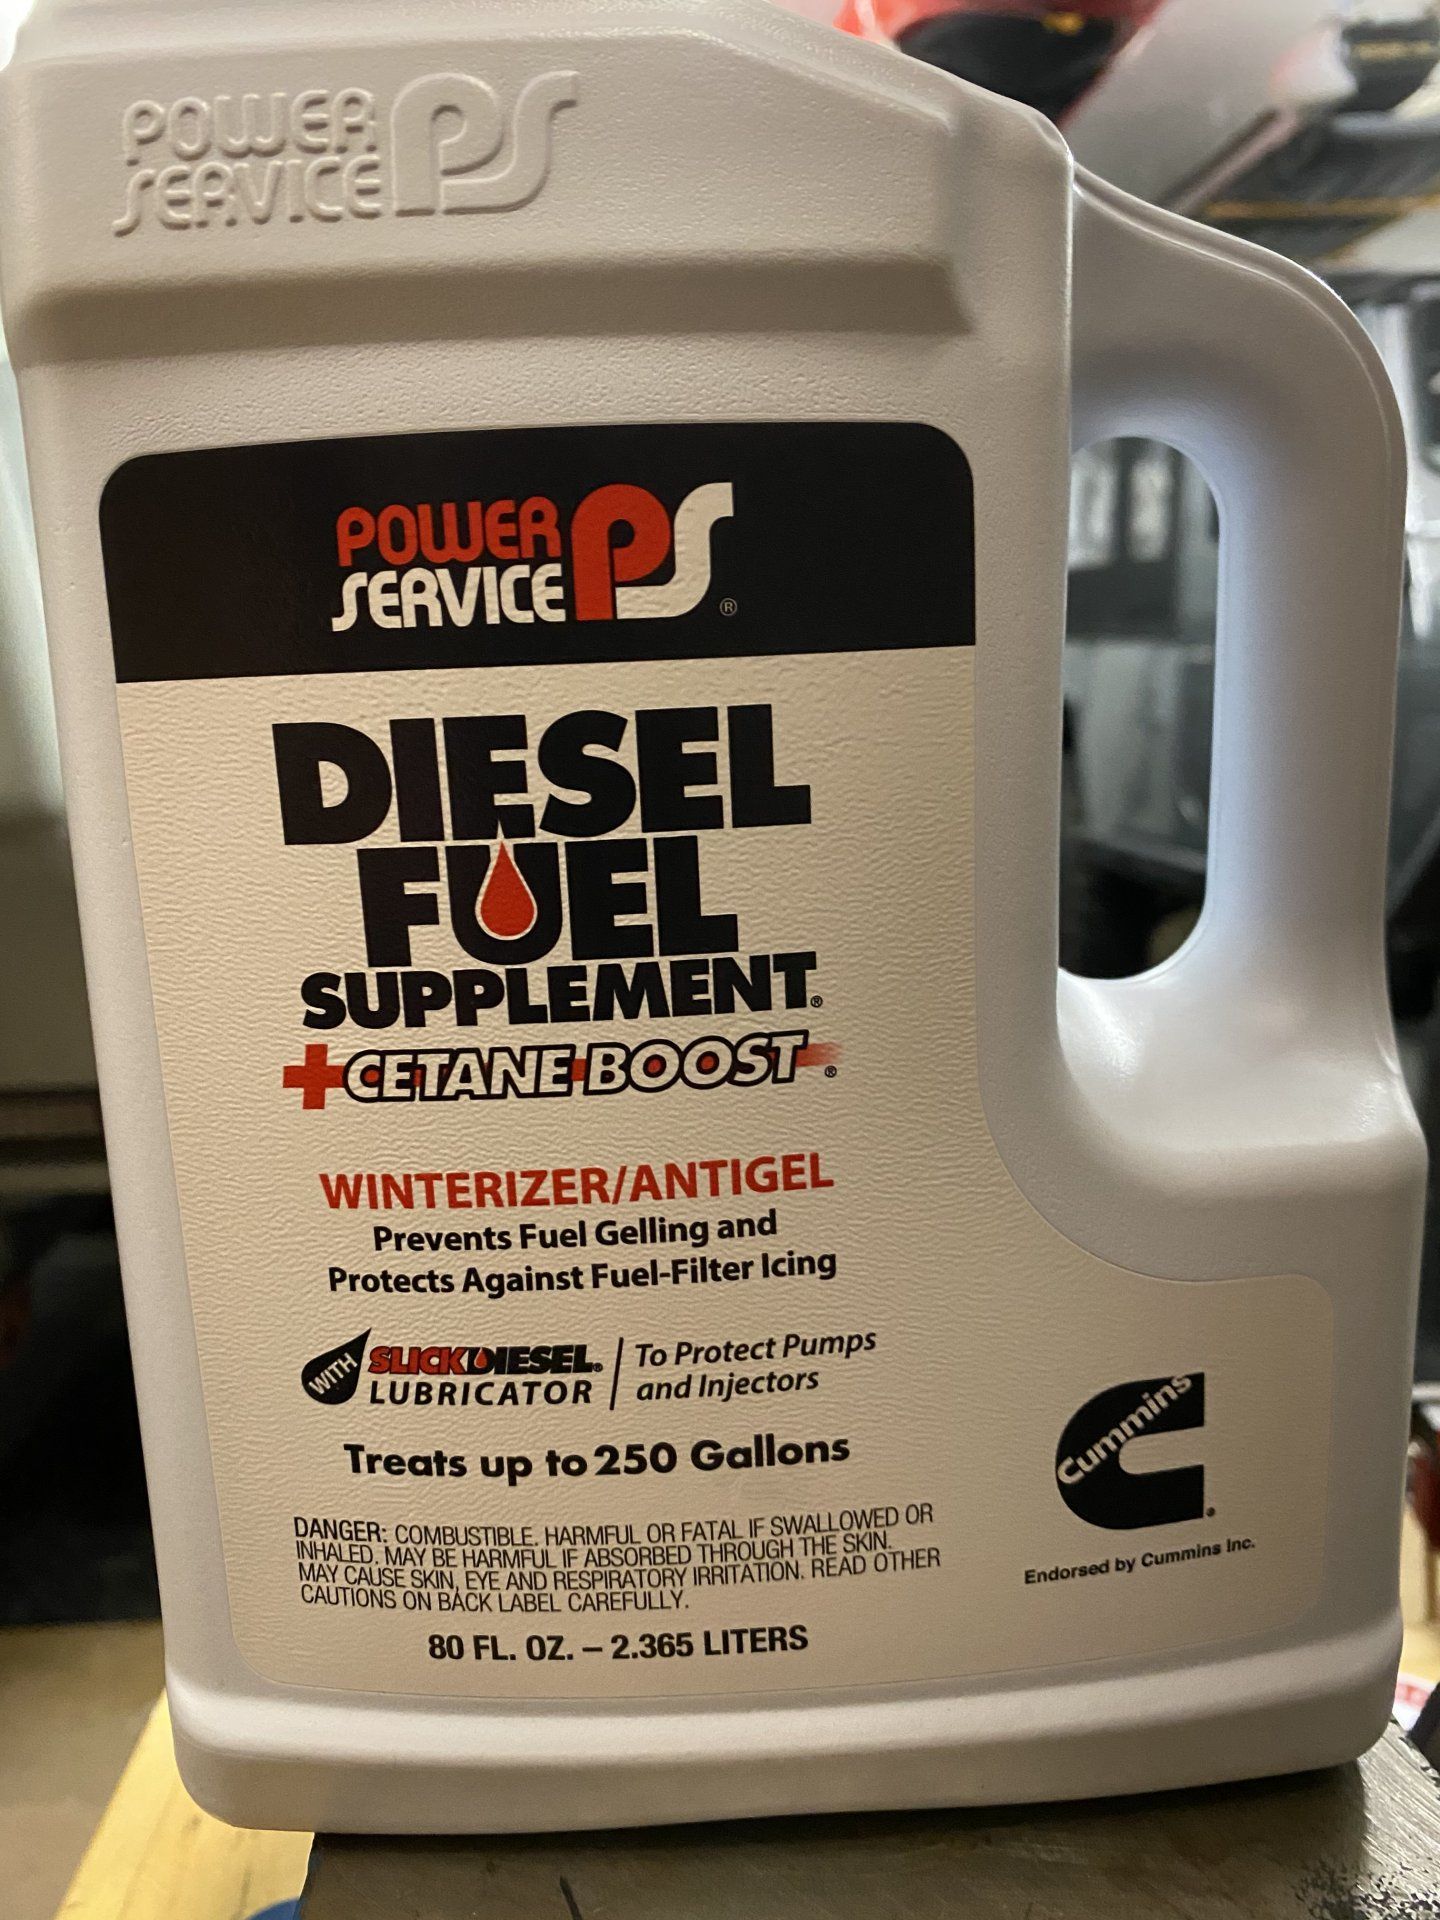 POWER
SERVICE PS
POWER
SERVICE PS®
DIESEL
FUEL
SUPPLEMENT®
+CETANE BOOST®
WINTERIZER/ANTIGEL
Prevents Fuel Gelling and
Protects Against Fuel-Filter Icing
WITH SLICKDIESEL® LUBRICATOR
To Protect Pumps
and Injectors
Treats up to 250 Gallons
DANGER: COMBUSTIBLE. HARMFUL OR FATAL IF SWALLOWED OR
INHALED. MAY BE HARMFUL IF ABSORBED THROUGH THE SKIN.
MAY CAUSE SKIN, EYE AND RESPIRATORY IRRITATION. READ OTHER
CAUTIONS ON BACK LABEL CAREFULLY.
80 FL. OZ. – 2.365 LITERS
Cummins
Endorsed by Cummins Inc.